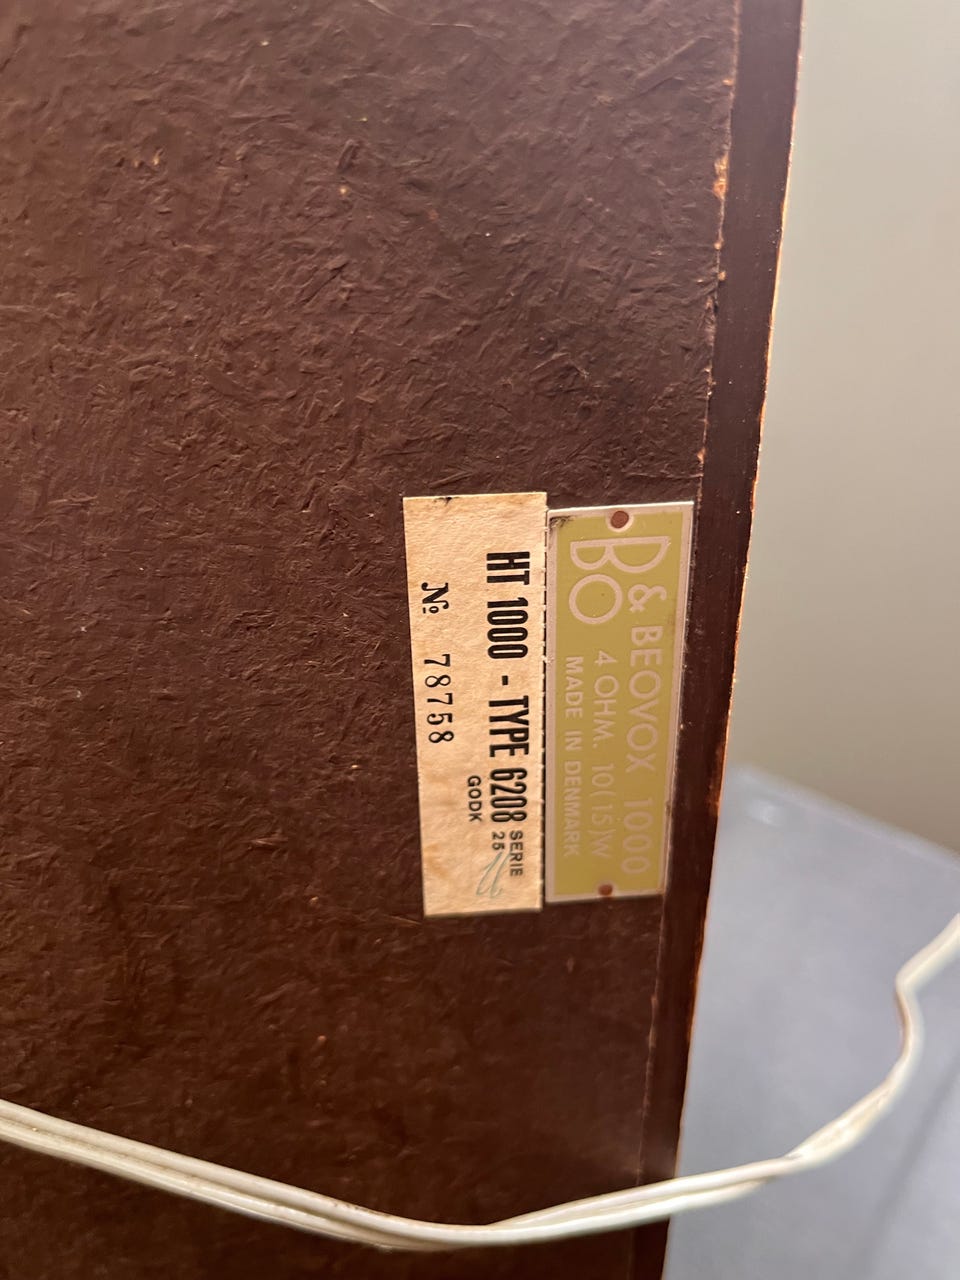 B&O BEOVOX 1000
4 OHM. 10(15)W
MADE IN DENMARK
HT 1000 - TYPE 6208 SERIE 25
GODK
№ 78758